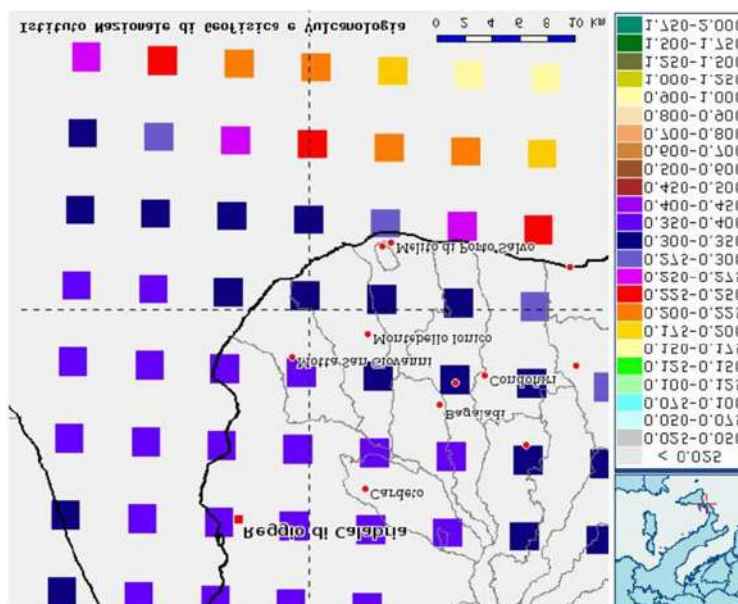 Istituto Nazionale di Geofisica e Vulcanologia
0 2 4 6 8 10 km
Melito di Porto Salvo
Montebello Ionico
Motta San Giovanni
Condofuri
Bagaladi
Cardeto
Reggio di Calabria
1.750-2.000
1.500-1.750
1.250-1.500
1.000-1.250
0.900-1.000
0.800-0.900
0.700-0.800
0.600-0.700
0.500-0.600
0.450-0.500
0.400-0.450
0.350-0.400
0.300-0.350
0.275-0.300
0.250-0.275
0.225-0.250
0.200-0.225
0.175-0.200
0.150-0.175
0.125-0.150
0.100-0.125
0.075-0.100
0.050-0.075
0.025-0.050
< 0.025